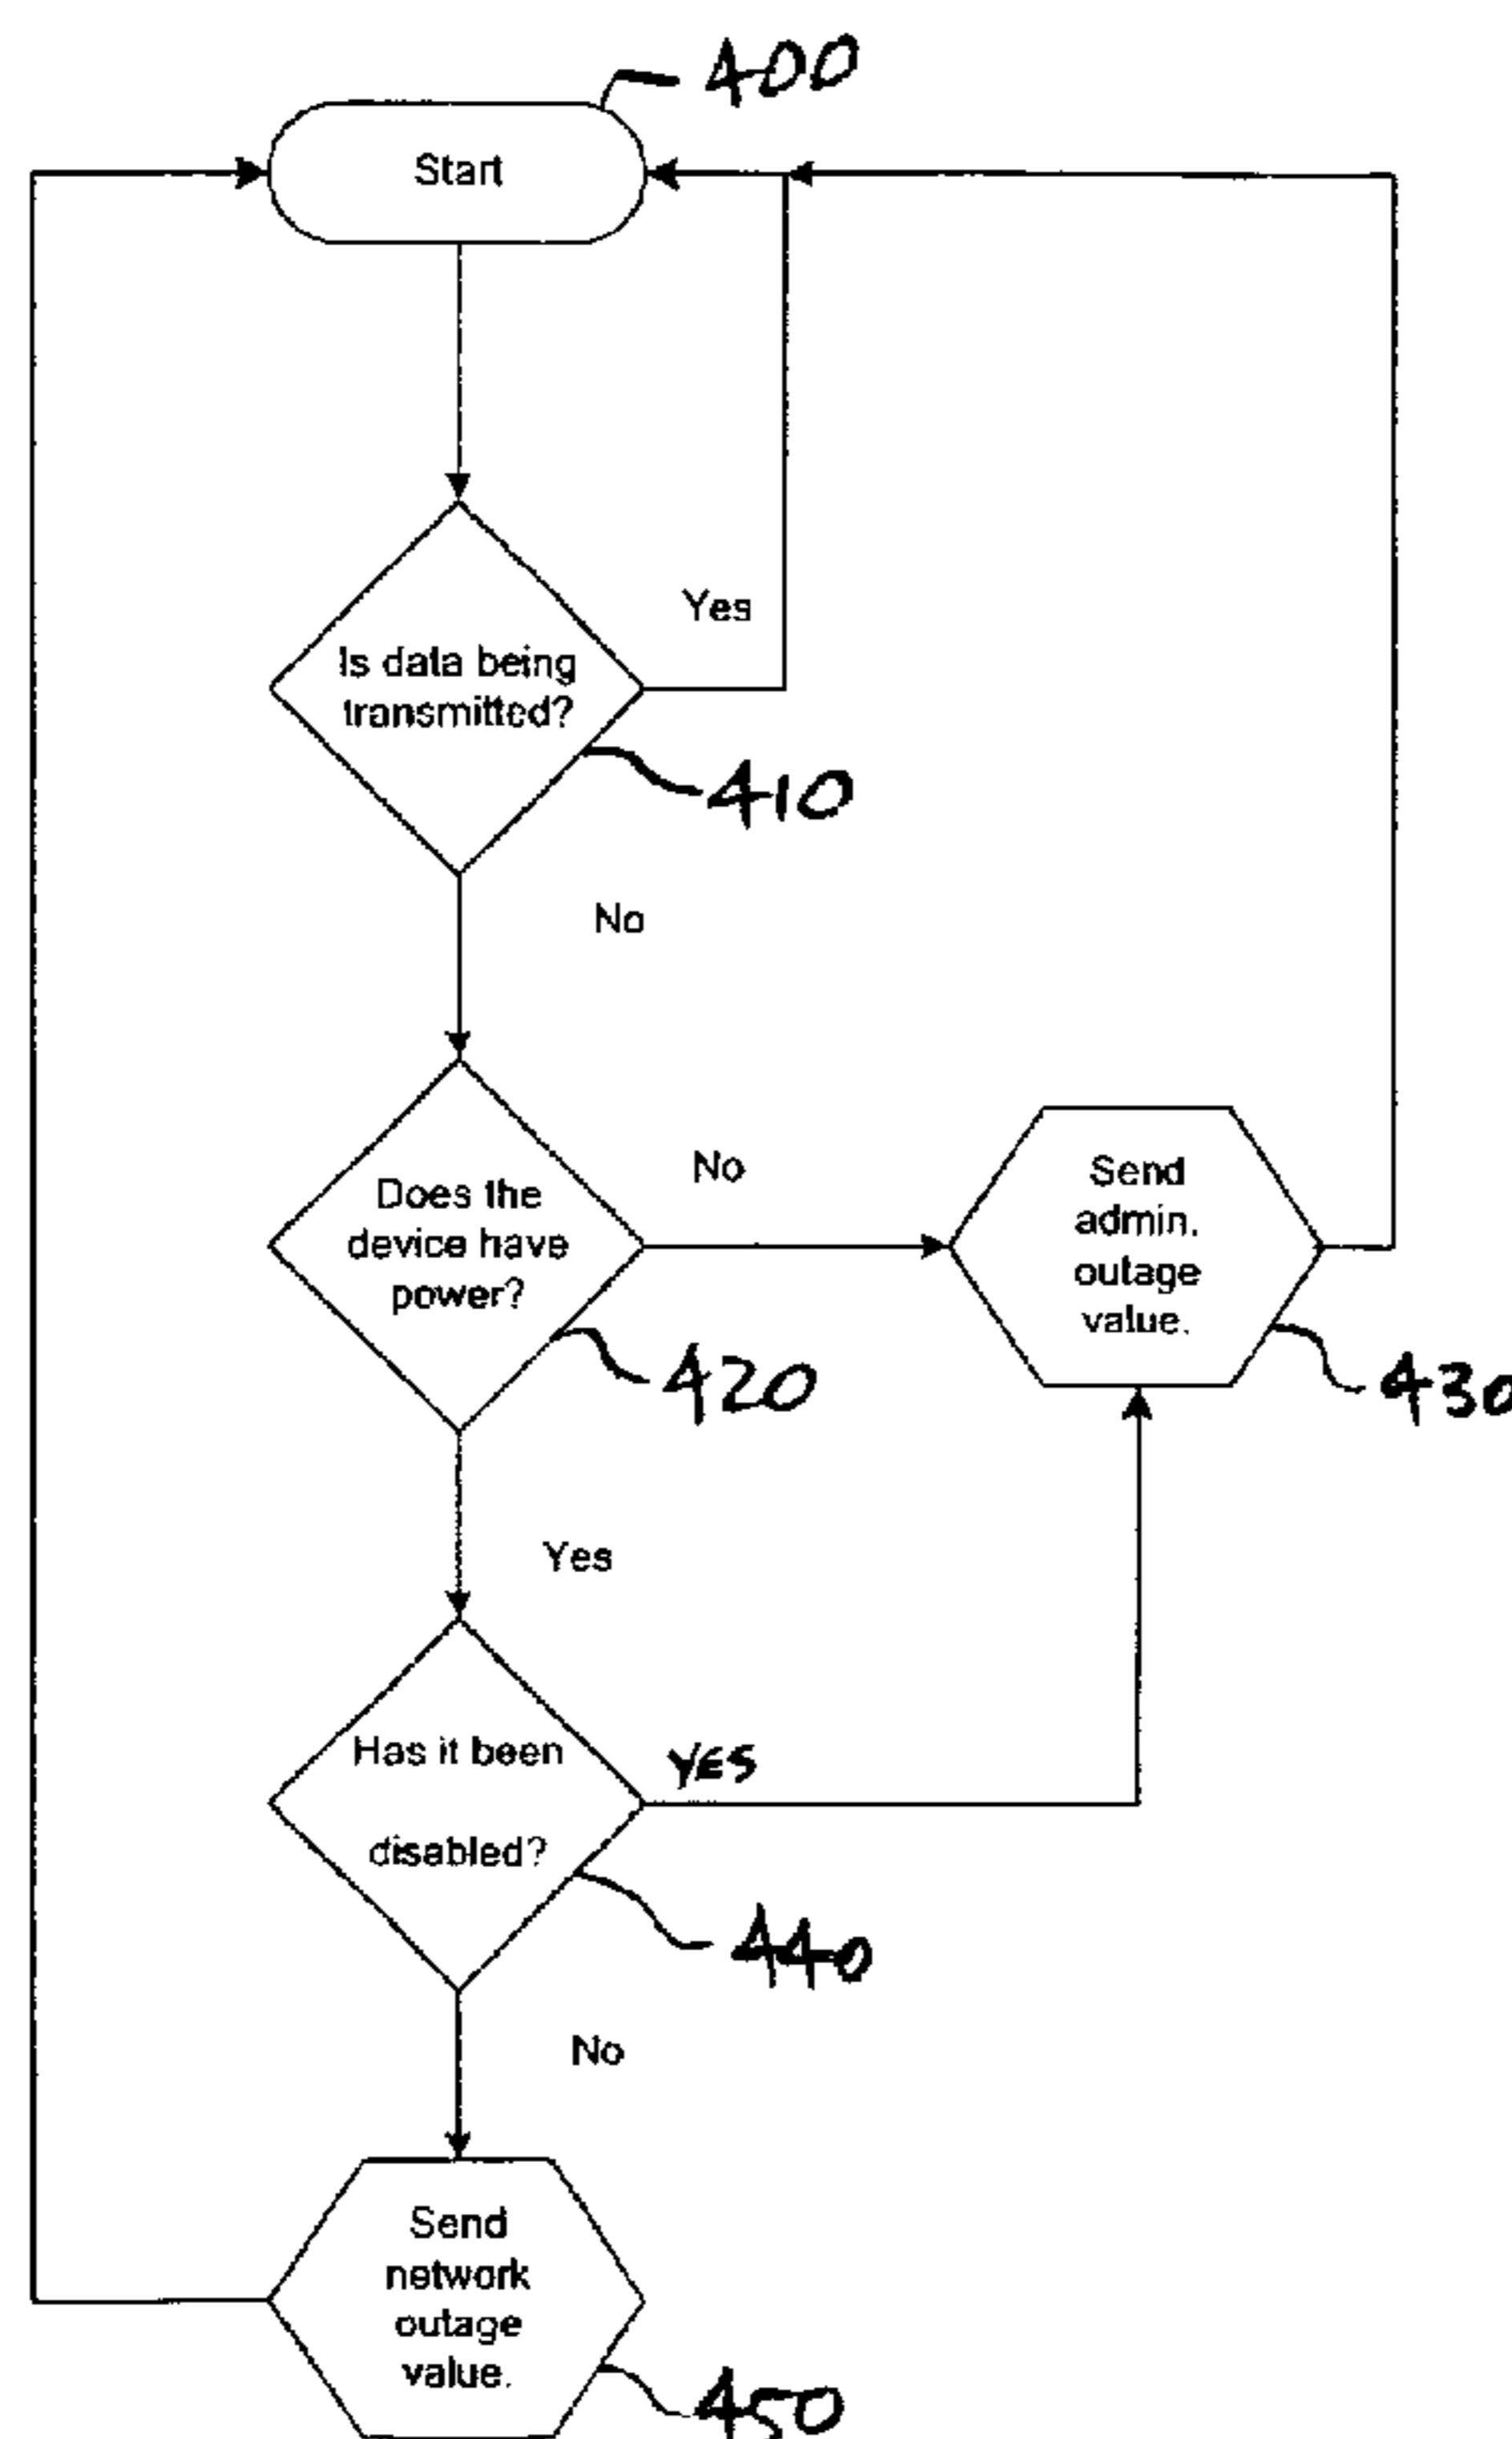 400
Start
Yes
Is data being
transmitted?
410
No
No
Does the
device have
power?
Send
admin.
outage
value.
420
430
Yes
Has it been
disabled?
YES
440
No
Send
network
outage
value.
450